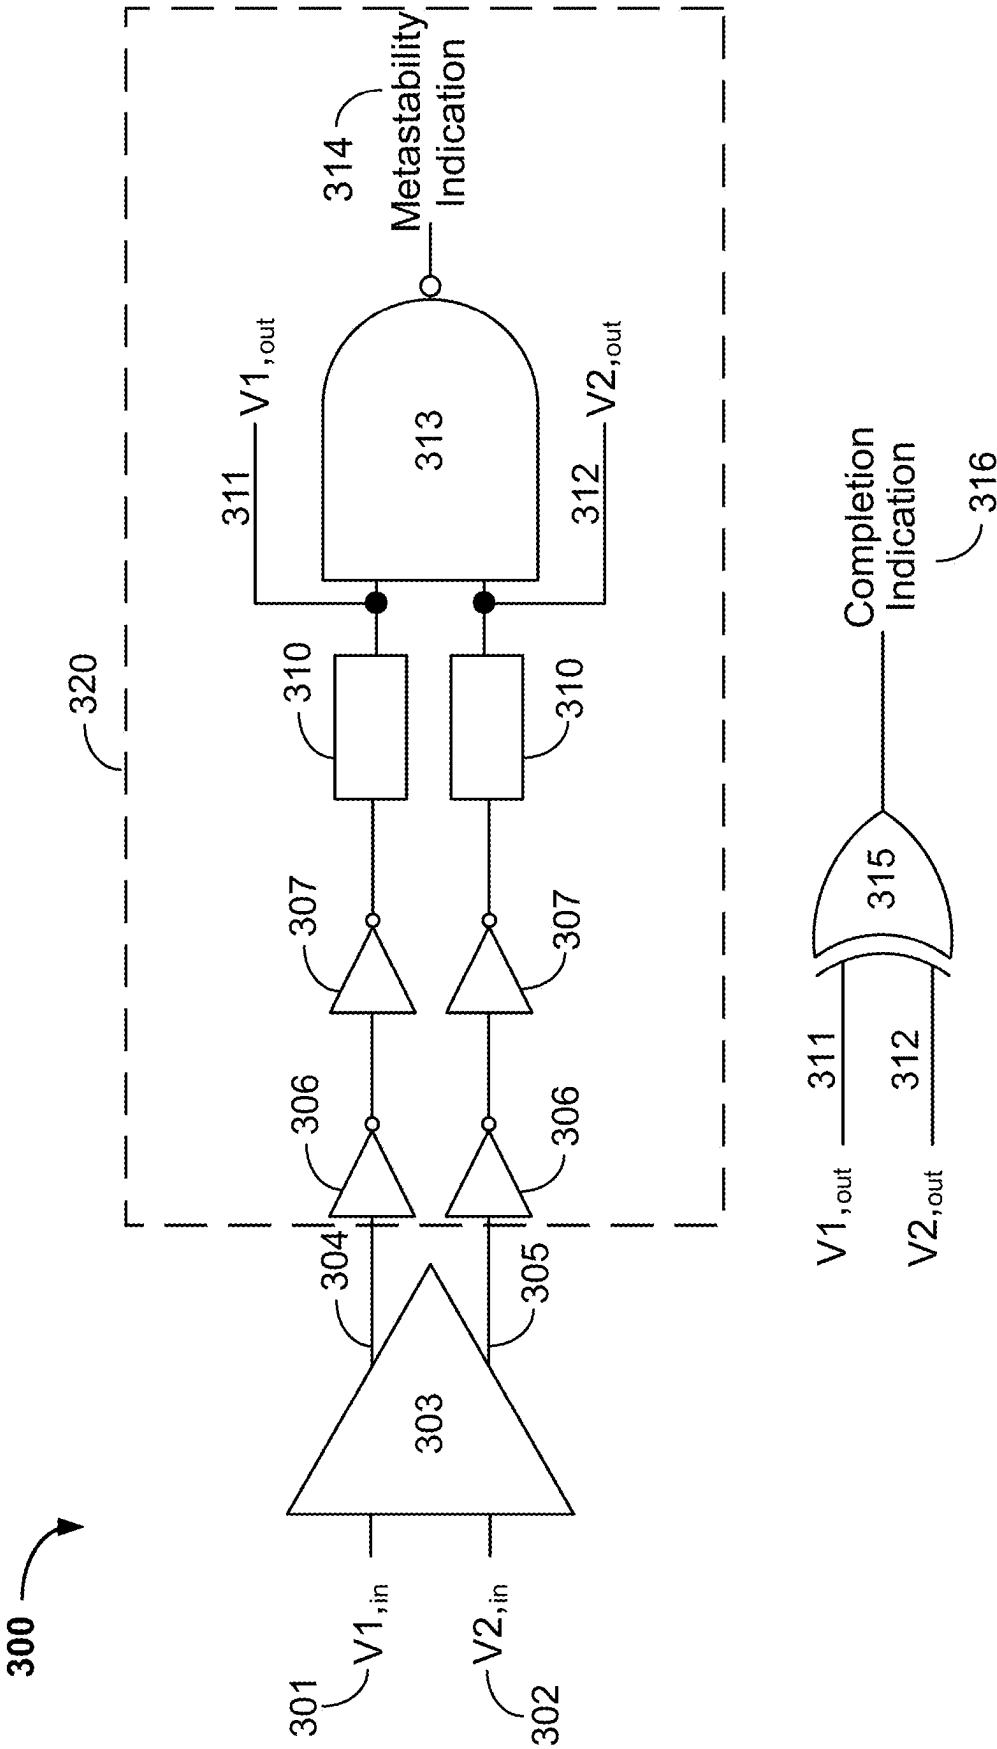 300
320
301
V1,in
V2,in
302
303
304
305
306
306
307
307
310
310
311
V1,out
312
V2,out
313
314
Metastability
Indication
V1,out
311
V2,out
312
315
Completion
Indication
316